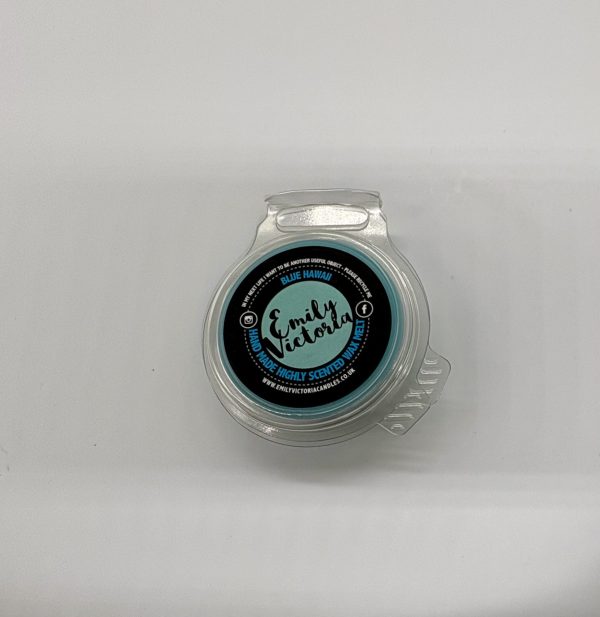 IN MY NEXT LIFE I WANT TO BE ANOTHER USEFUL OBJECT - PLEASE RECYCLE ME
BLUE HAWAII
Emily
Victoria
HAND MADE HIGHLY SCENTED WAX MELT
WWW.EMILYVICTORIACANDLES.CO.UK